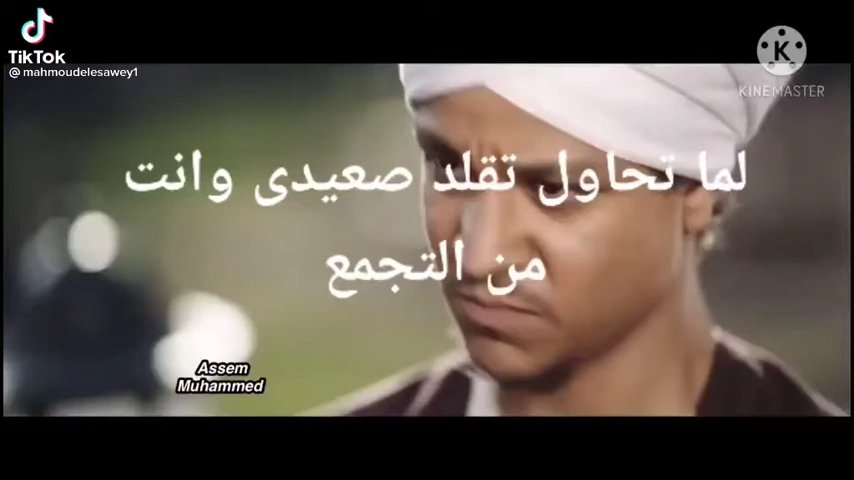 TikTok
@mahmoudelesawey1
K
KINEMASTER
لما تحاول تقلد صعيدى وانت
من التجمع
Assem
Muhammed